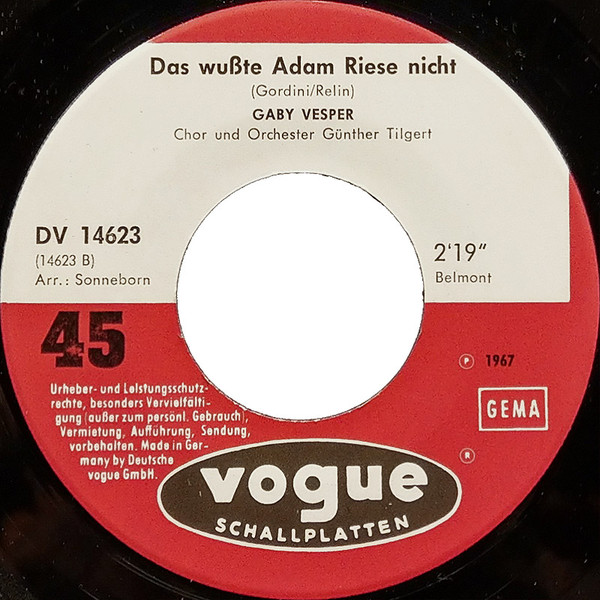 Das wußte Adam Riese nicht
(Gordini/Relin)
GABY VESPER
Chor und Orchester Günther Tilgert
DV 14623
(14623 B)
Arr.: Sonneborn
2'19"
Belmont
45
℗ 1967
Urheber- und Leistungsschutz-
rechte, besonders Vervielfälti-
gung (außer zum persönl. Gebrauch),
Vermietung, Aufführung, Sendung,
vorbehalten. Made in Ger-
many by Deutsche
vogue GmbH.
GEMA
®
vogue
SCHALLPLATTEN